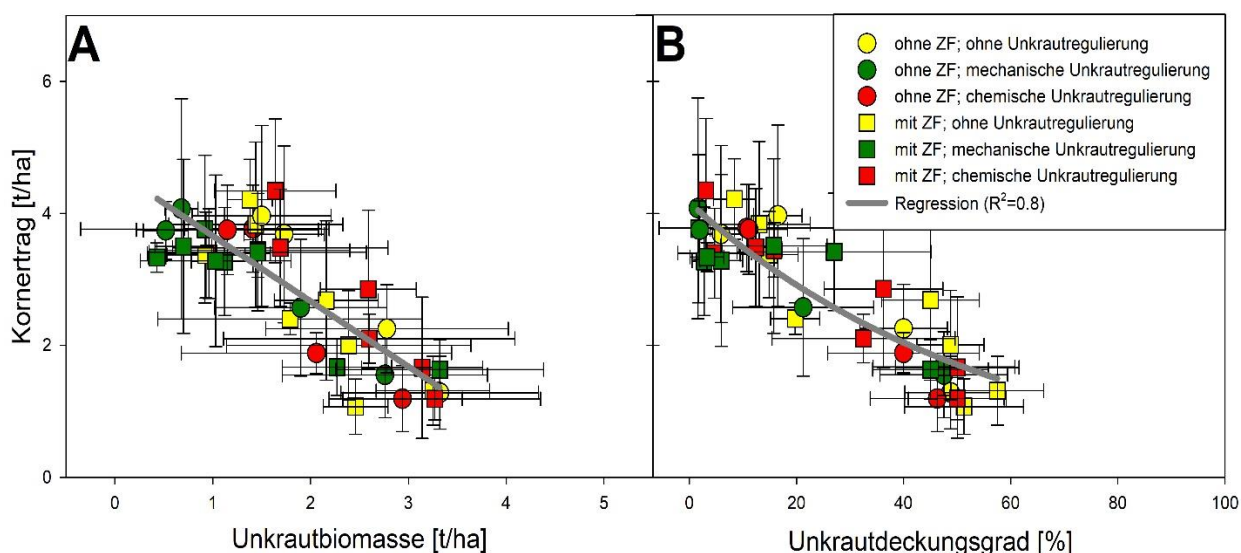 A
B
ohne ZF; ohne Unkrautregulierung
ohne ZF; mechanische Unkrautregulierung
ohne ZF; chemische Unkrautregulierung
mit ZF; ohne Unkrautregulierung
mit ZF; mechanische Unkrautregulierung
mit ZF; chemische Unkrautregulierung
Regression (R²=0.8)
Kornertrag [t/ha]
6
4
2
0
0 1 2 3 4 5
0 20 40 60 80 100
Unkrautbiomasse [t/ha]
Unkrautdeckungsgrad [%]